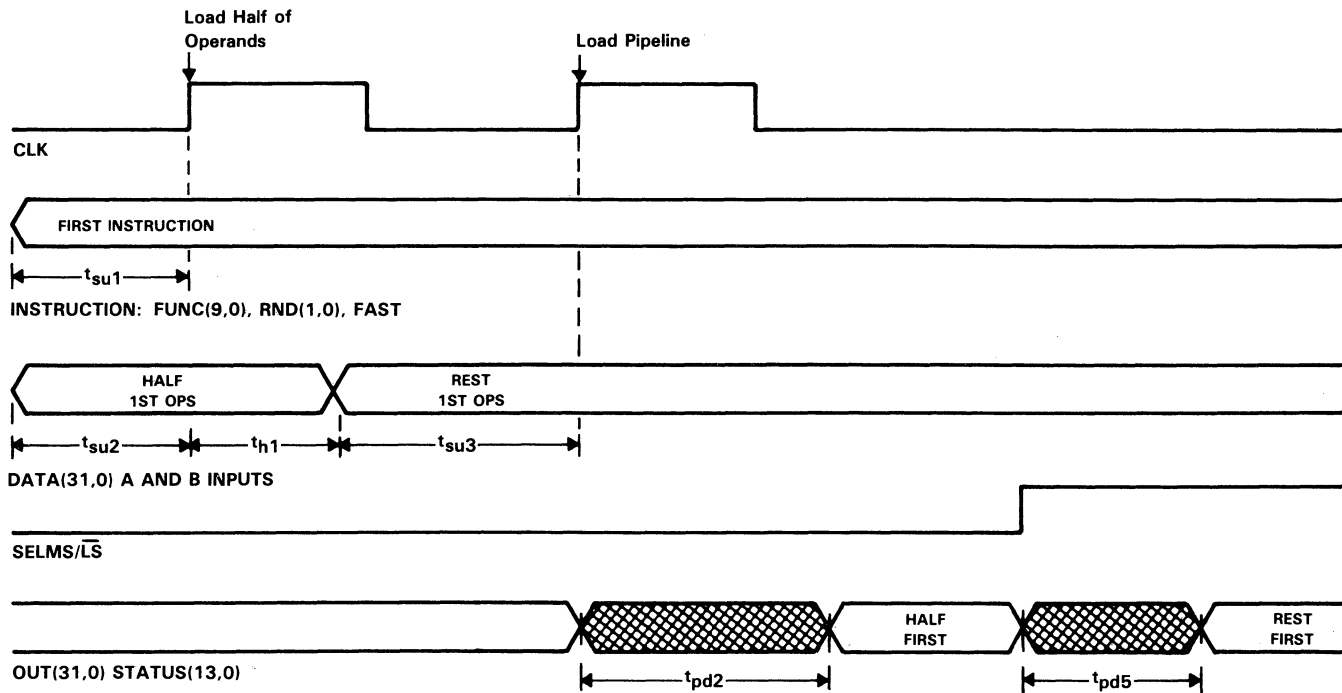 Load Half of
Operands
Load Pipeline
CLK
FIRST INSTRUCTION
tsu1
INSTRUCTION: FUNC(9,0), RND(1,0), FAST
HALF
1ST OPS
REST
1ST OPS
tsu2
th1
tsu3
DATA(31,0) A AND B INPUTS
SELMS/L̅S̅
HALF
FIRST
REST
FIRST
OUT(31,0) STATUS(13,0)
tpd2
tpd5